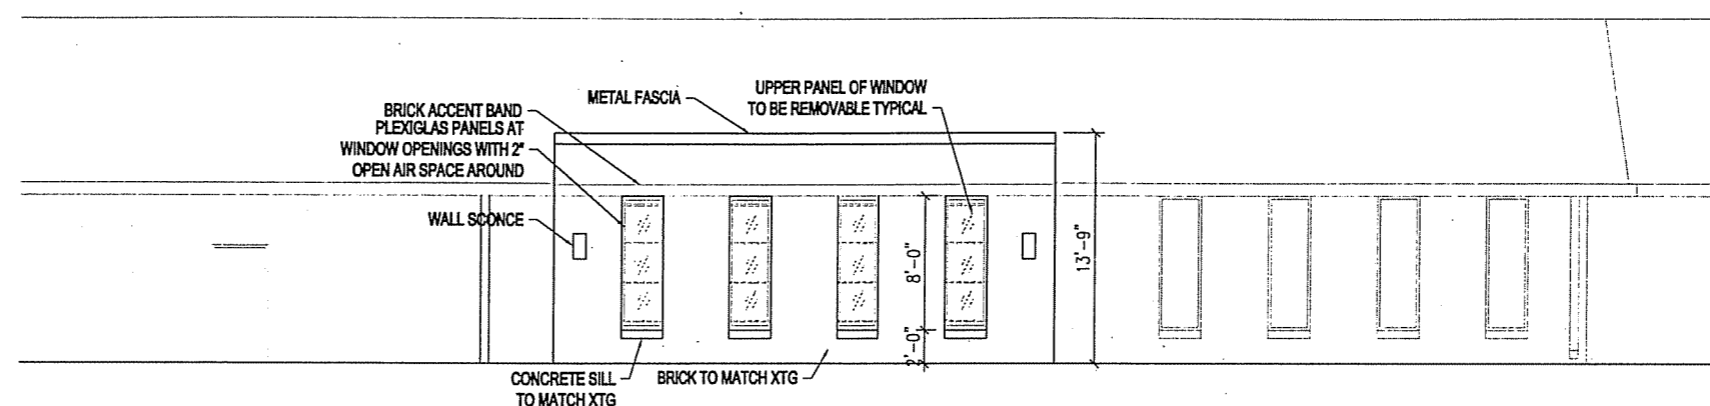 UPPER PANEL OF WINDOW
TO BE REMOVABLE TYPICAL
METAL FASCIA
BRICK ACCENT BAND
PLEXIGLAS PANELS AT
WINDOW OPENINGS WITH 2"
OPEN AIR SPACE AROUND
WALL SCONCE
8'-0"
13'-9"
2'-0"
CONCRETE SILL
TO MATCH XTG
BRICK TO MATCH XTG